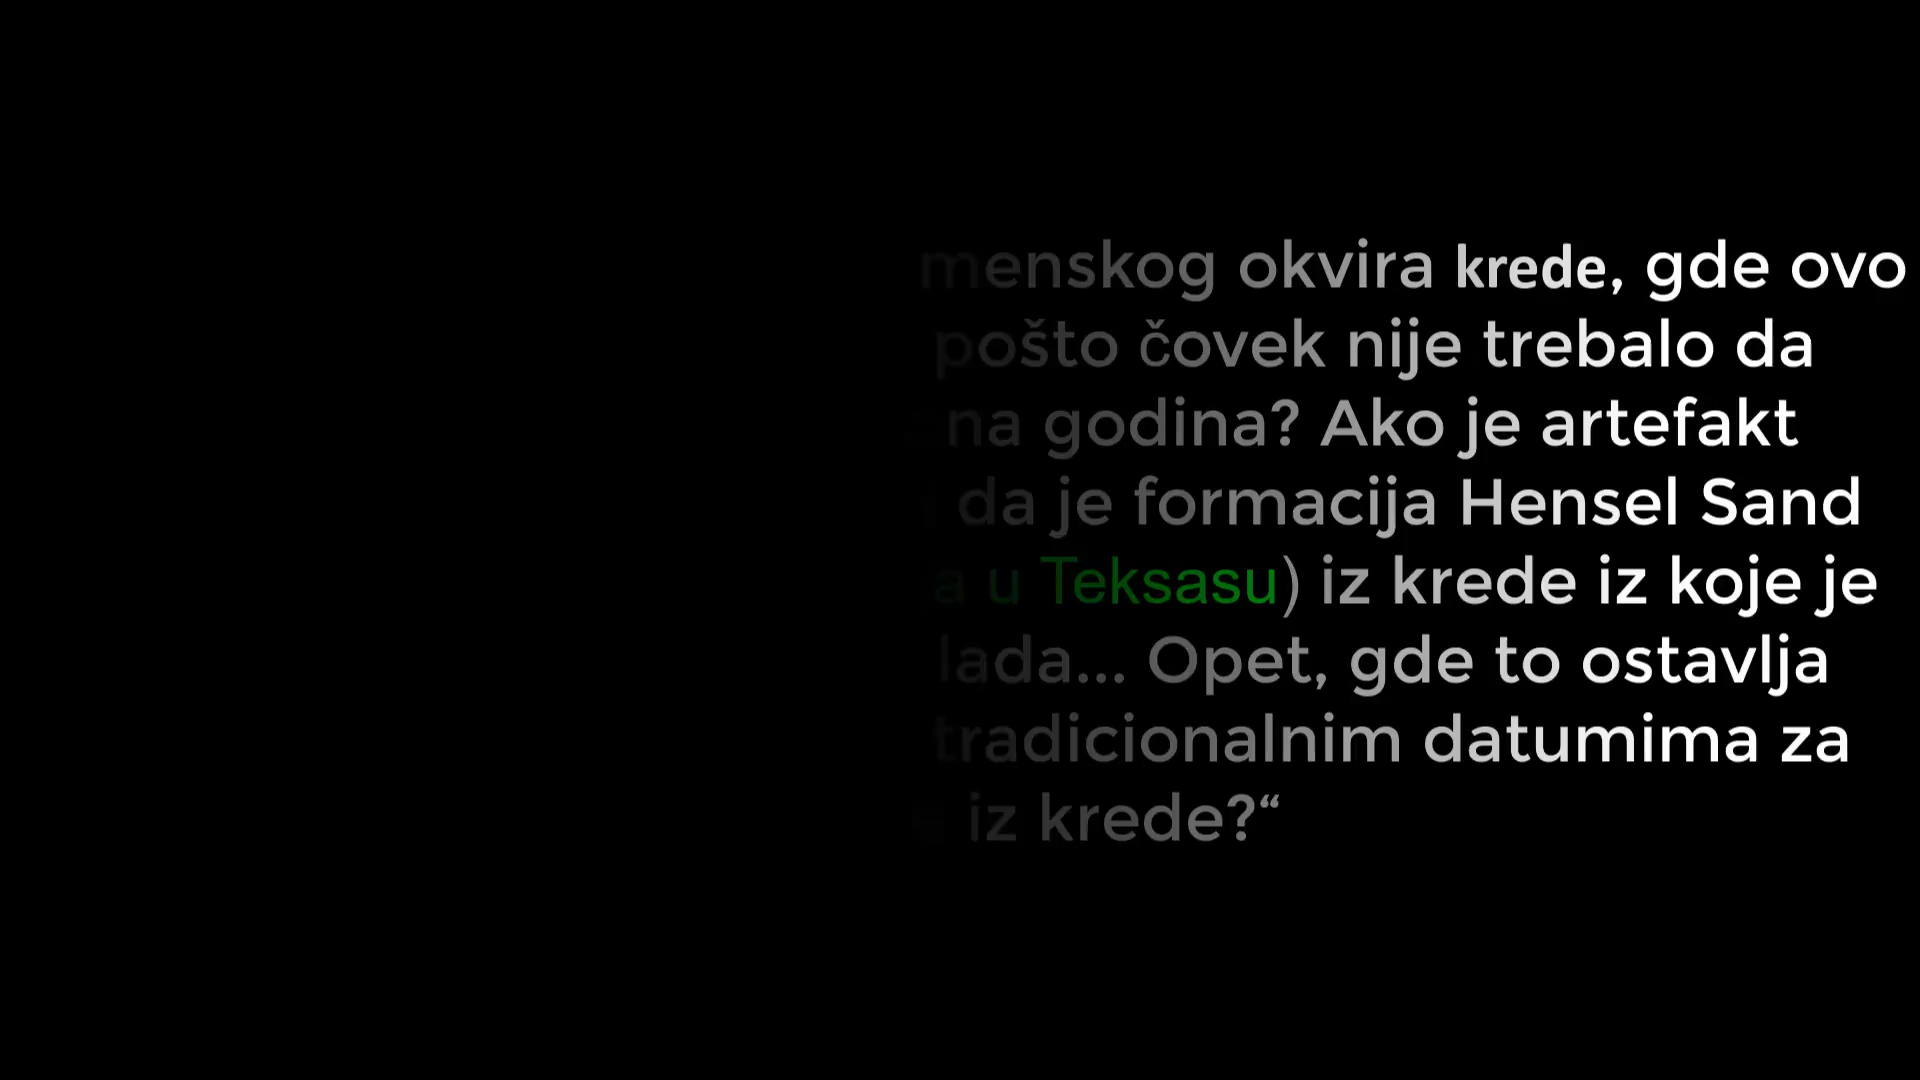 menskog okvira krede, gde ovo
pošto čovek nije trebalo da
na godina? Ako je artefakt
da je formacija Hensel Sand
a u Teksasu) iz krede iz koje je
lada... Opet, gde to ostavlja
tradicionalnim datumima za
iz krede?“